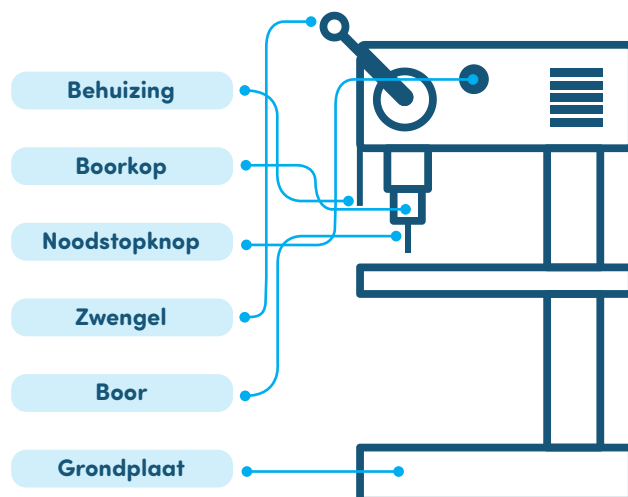 Behuizing
Boorkop
Noodstopknop
Zwengel
Boor
Grondplaat